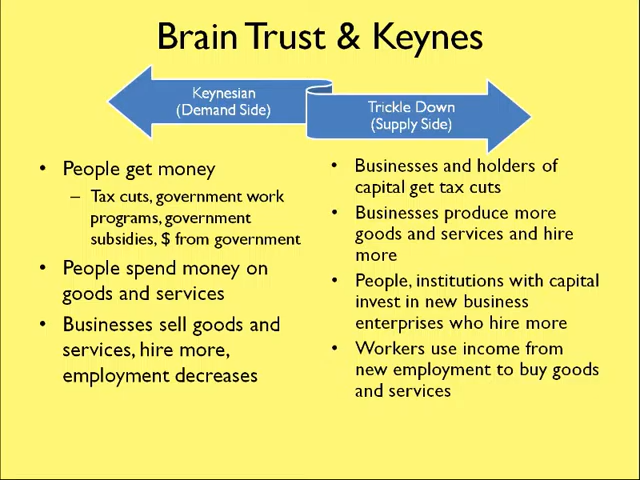 Brain Trust & Keynes
Keynesian
(Demand Side)
Trickle Down
(Supply Side)
• People get money
– Tax cuts, government work
programs, government
subsidies, $ from government
• People spend money on
goods and services
• Businesses sell goods and
services, hire more,
employment decreases
• Businesses and holders of
capital get tax cuts
• Businesses produce more
goods and services and hire
more
• People, institutions with capital
invest in new business
enterprises who hire more
• Workers use income from
new employment to buy goods
and services